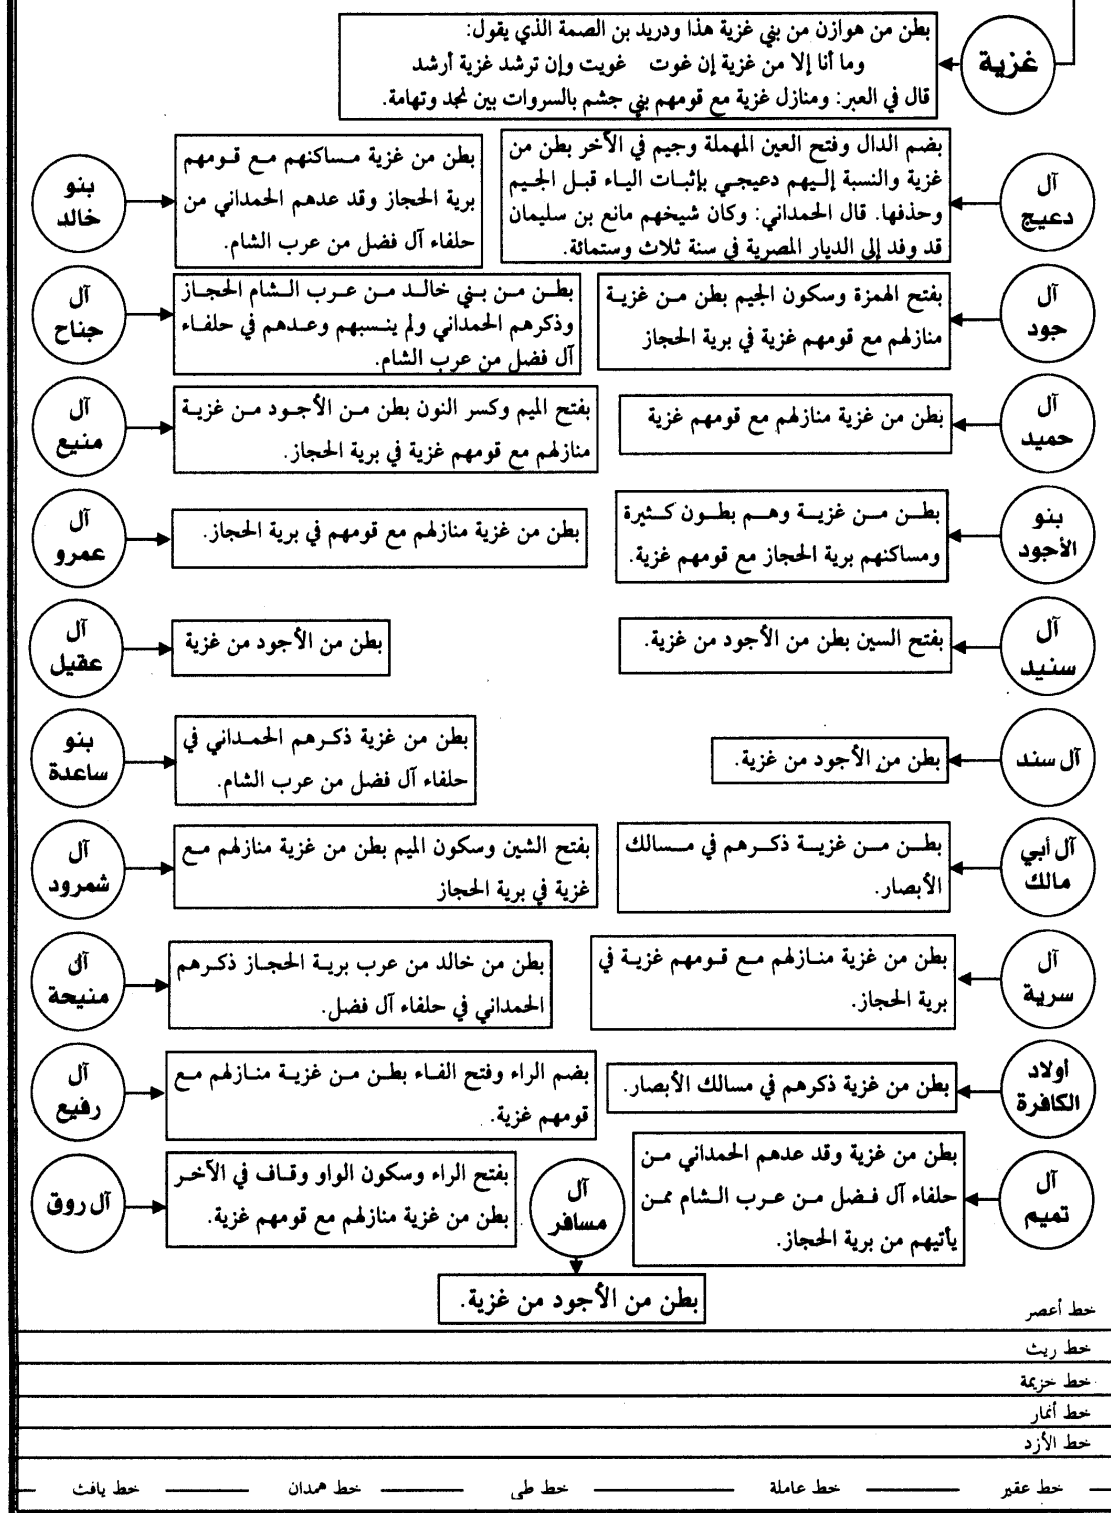 غزية
بطن من هوازن من بني غزية هذا ودريد بن الصمة الذي يقول:
وما أنا إلا من غزية إن غوت   غويت وإن ترشد غزية أرشد
قال في العبر: ومنازل غزية مع قومهم بني جشم بالسروات بين نجد وتهامة.
آل
دعيج
بضم الدال وفتح العين المهملة وجيم في الآخر بطن من
غزية والنسبة إليهم دعيجي بإثبات الياء قبل الجيم
وحذفها. قال الحمداني: وكان شيخهم مانع بن سليمان
قد وفد إلى الديار المصرية في سنة ثلاث وستمائة.
بنو
خالد
بطن من غزية مساكنهم مع قومهم
برية الحجاز وقد عدهم الحمداني من
حلفاء آل فضل من عرب الشام.
آل
جود
بفتح الهمزة وسكون الجيم بطن من غزية
منازلهم مع قومهم غزية في برية الحجاز
آل
جناح
بطن من بني خالد من عرب الشام الحجاز
وذكرهم الحمداني ولم ينسبهم وعدهم في حلفاء
آل فضل من عرب الشام.
آل
حميد
بطن من غزية منازلهم مع قومهم غزية
آل
منيع
بفتح الميم وكسر النون بطن من الأجود من غزية
منازلهم مع قومهم غزية في برية الحجاز.
بنو
الأجود
بطن من غزية وهم بطون كثيرة
ومساكنهم برية الحجاز مع قومهم غزية.
آل
عمرو
بطن من غزية منازلهم مع قومهم في برية الحجاز.
آل
سنيد
بفتح السين بطن من الأجود من غزية.
آل
عقيل
بطن من الأجود من غزية
آل سند
بطن من الأجود من غزية.
بنو
ساعدة
بطن من غزية ذكرهم الحمداني في
حلفاء آل فضل من عرب الشام.
آل أبي
مالك
بطن من غزية ذكرهم في مسالك
الأبصار.
آل
شمرود
بفتح الشين وسكون الميم بطن من غزية منازلهم مع
غزية في برية الحجاز
آل
سرية
بطن من غزية منازلهم مع قومهم غزية في
برية الحجاز.
آل
منيحة
بطن من خالد من عرب برية الحجاز ذكرهم
الحمداني في حلفاء آل فضل.
أولاد
الكافرة
بطن من غزية ذكرهم في مسالك الأبصار.
آل
رفيع
بضم الراء وفتح الفاء بطن من غزية منازلهم مع
قومهم غزية.
آل
تميم
بطن من غزية وقد عدهم الحمداني من
حلفاء آل فضل من عرب الشام ممن
يأتيهم من برية الحجاز.
آل
مسافر
بطن من الأجود من غزية.
آل روق
بفتح الراء وسكون الواو وقاف في الآخر
بطن من غزية منازلهم مع قومهم غزية.
خط أعصر
خط ريث
خط خزيمة
خط أنمار
خط الأزد
خط عقير   خط عاملة   خط طي   خط همدان   خط يافث